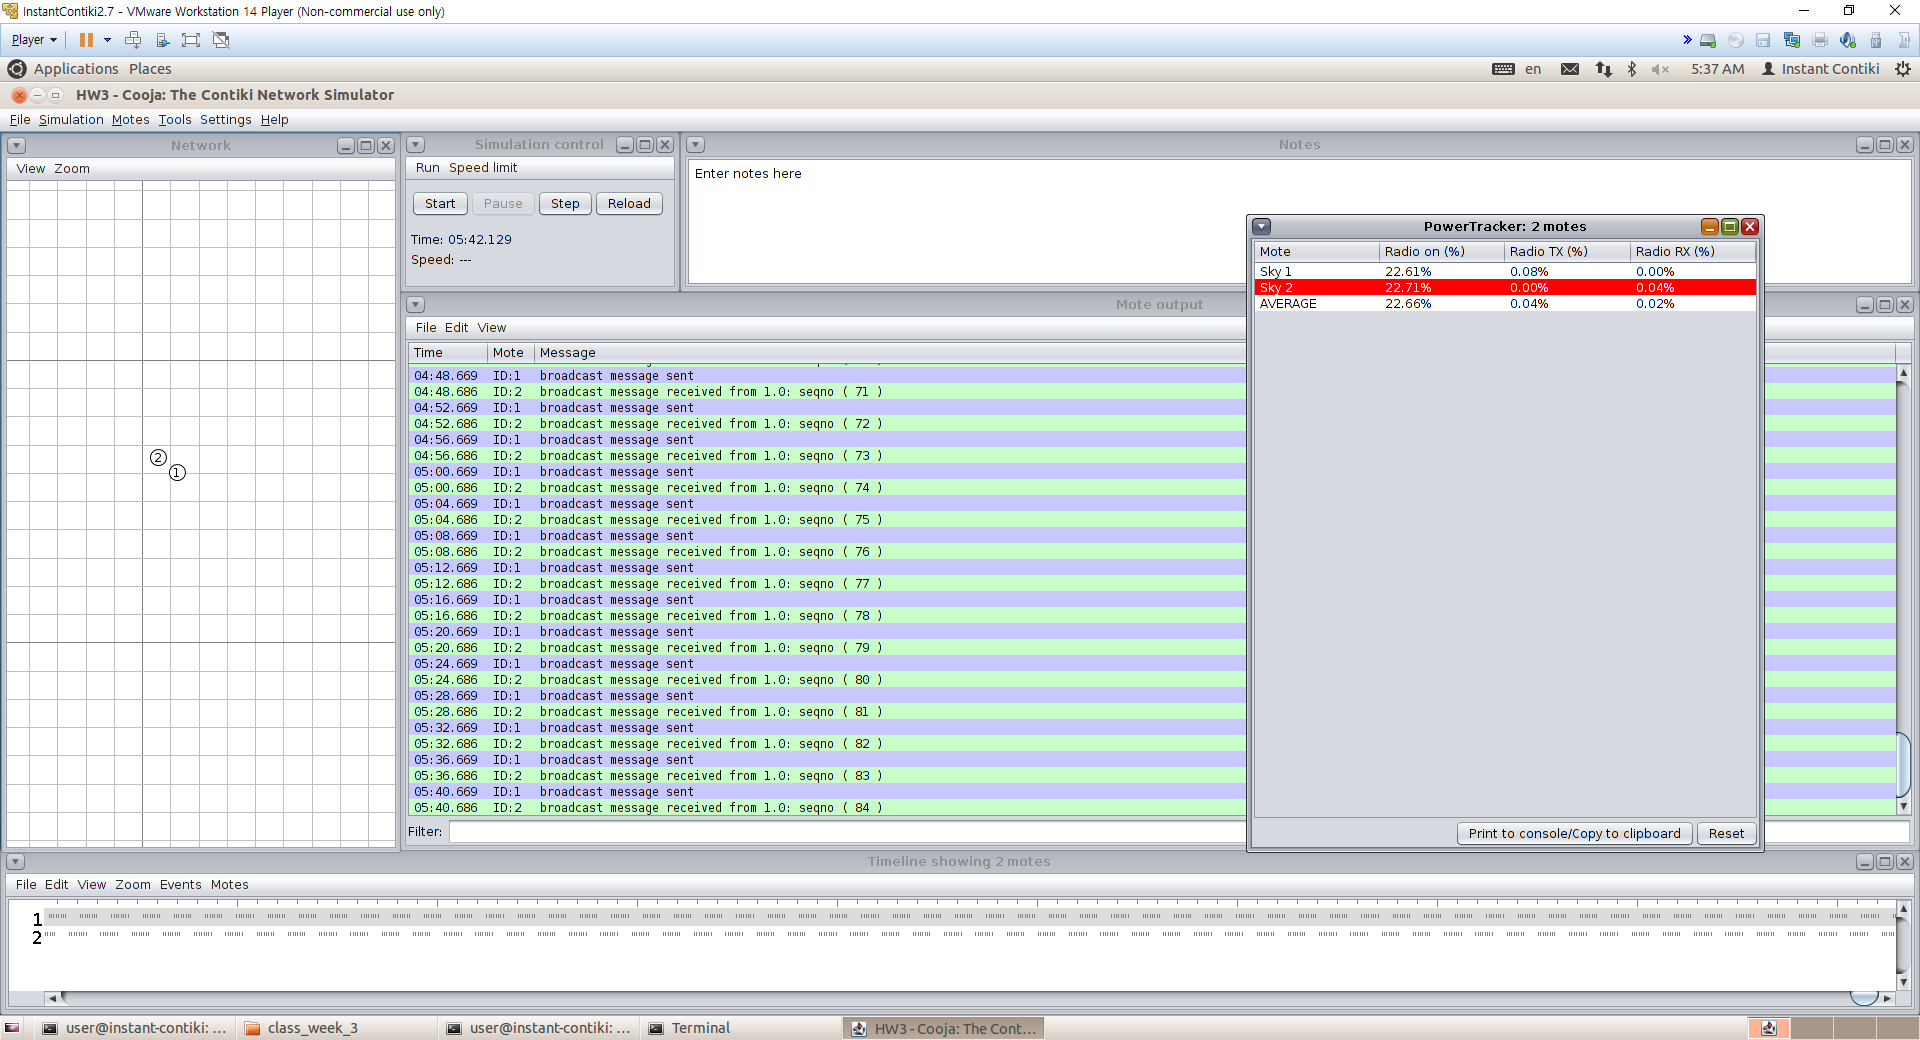 InstantContiki2.7 - VMware Workstation 14 Player (Non-commercial use only)
Player
Applications Places
en 5:37 AM Instant Contiki
HW3 - Cooja: The Contiki Network Simulator
File Simulation Motes Tools Settings Help
Network
View Zoom
2
1
Simulation control
Run Speed limit
Start Pause Step Reload
Time: 05:42.129
Speed: ---
Notes
Enter notes here
Mote output
File Edit View
Time Mote Message
04:48.669 ID:1 broadcast message sent
04:48.686 ID:2 broadcast message received from 1.0: seqno ( 71 )
04:52.669 ID:1 broadcast message sent
04:52.686 ID:2 broadcast message received from 1.0: seqno ( 72 )
04:56.669 ID:1 broadcast message sent
04:56.686 ID:2 broadcast message received from 1.0: seqno ( 73 )
05:00.669 ID:1 broadcast message sent
05:00.686 ID:2 broadcast message received from 1.0: seqno ( 74 )
05:04.669 ID:1 broadcast message sent
05:04.686 ID:2 broadcast message received from 1.0: seqno ( 75 )
05:08.669 ID:1 broadcast message sent
05:08.686 ID:2 broadcast message received from 1.0: seqno ( 76 )
05:12.669 ID:1 broadcast message sent
05:12.686 ID:2 broadcast message received from 1.0: seqno ( 77 )
05:16.669 ID:1 broadcast message sent
05:16.686 ID:2 broadcast message received from 1.0: seqno ( 78 )
05:20.669 ID:1 broadcast message sent
05:20.686 ID:2 broadcast message received from 1.0: seqno ( 79 )
05:24.669 ID:1 broadcast message sent
05:24.686 ID:2 broadcast message received from 1.0: seqno ( 80 )
05:28.669 ID:1 broadcast message sent
05:28.686 ID:2 broadcast message received from 1.0: seqno ( 81 )
05:32.669 ID:1 broadcast message sent
05:32.686 ID:2 broadcast message received from 1.0: seqno ( 82 )
05:36.669 ID:1 broadcast message sent
05:36.686 ID:2 broadcast message received from 1.0: seqno ( 83 )
05:40.669 ID:1 broadcast message sent
05:40.686 ID:2 broadcast message received from 1.0: seqno ( 84 )
Filter:
PowerTracker: 2 motes
Mote Radio on (%) Radio TX (%) Radio RX (%)
Sky 1 22.61% 0.08% 0.00%
Sky 2 22.71% 0.00% 0.04%
AVERAGE 22.66% 0.04% 0.02%
Print to console/Copy to clipboard Reset
Timeline showing 2 motes
File Edit View Zoom Events Motes
1
2
user@instant-contiki: ... class_week_3 user@instant-contiki: ... Terminal HW3 - Cooja: The Cont...